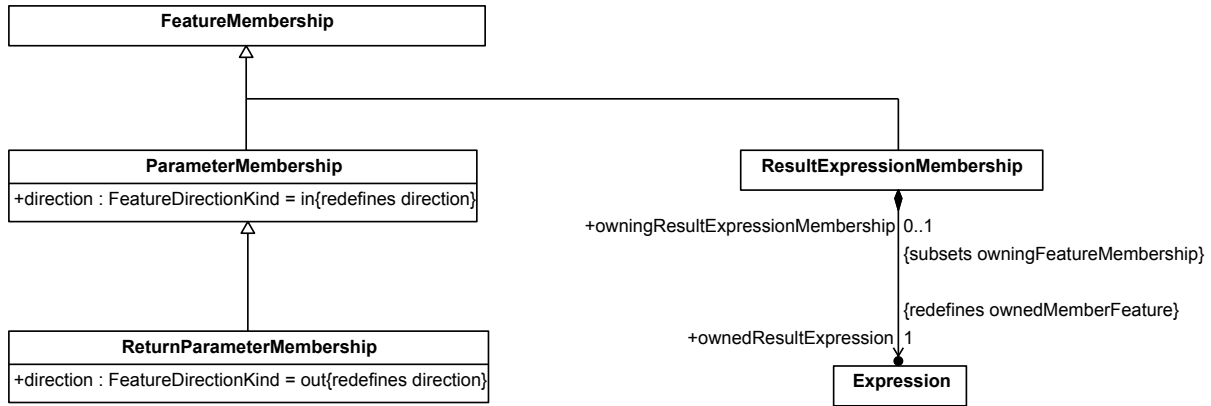 FeatureMembership
ParameterMembership
+direction : FeatureDirectionKind = in{redefines direction}
ResultExpressionMembership
+owningResultExpressionMembership 0..1
{subsets owningFeatureMembership}
{redefines ownedMemberFeature}
+ownedResultExpression 1
ReturnParameterMembership
+direction : FeatureDirectionKind = out{redefines direction}
Expression